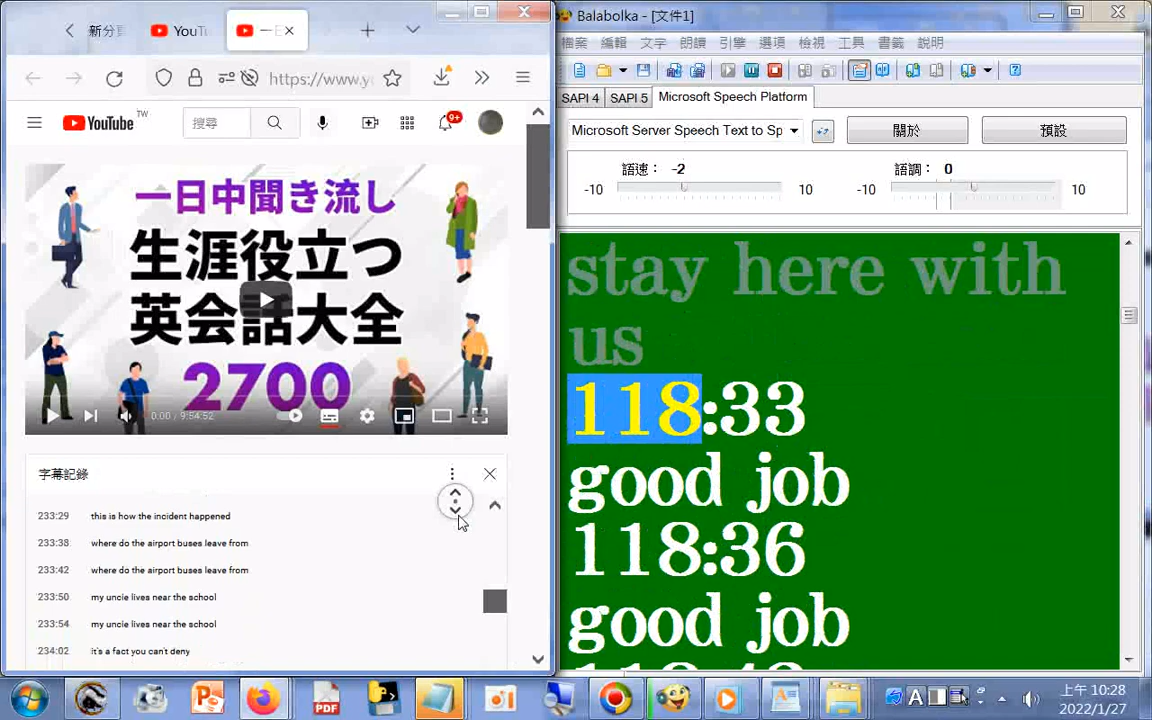 新分
YouT
一日
https://www.y
YouTube
TW
搜尋
9+
一日中聞き流し
生涯役立つ
英会話大全
2700
0:00 / 9:54:52
字幕記錄
233:29 this is how the incident happened
233:38 where do the airport buses leave from
233:42 where do the airport buses leave from
233:50 my uncie lives near the school
233:54 my uncie lives near the school
234:02 it's a fact you can't deny
Balabolka - [文件1]
檔案 編輯 文字 朗讀 引擎 選項 檢視 工具 書籤 說明
SAPI 4 SAPI 5 Microsoft Speech Platform
Microsoft Server Speech Text to Sp
關於
預設
語速： -2
語調： 0
-10 10 -10 10
stay here with
us
118:33
good job
118:36
good job
PDF
A
上午 10:28
2022/1/27